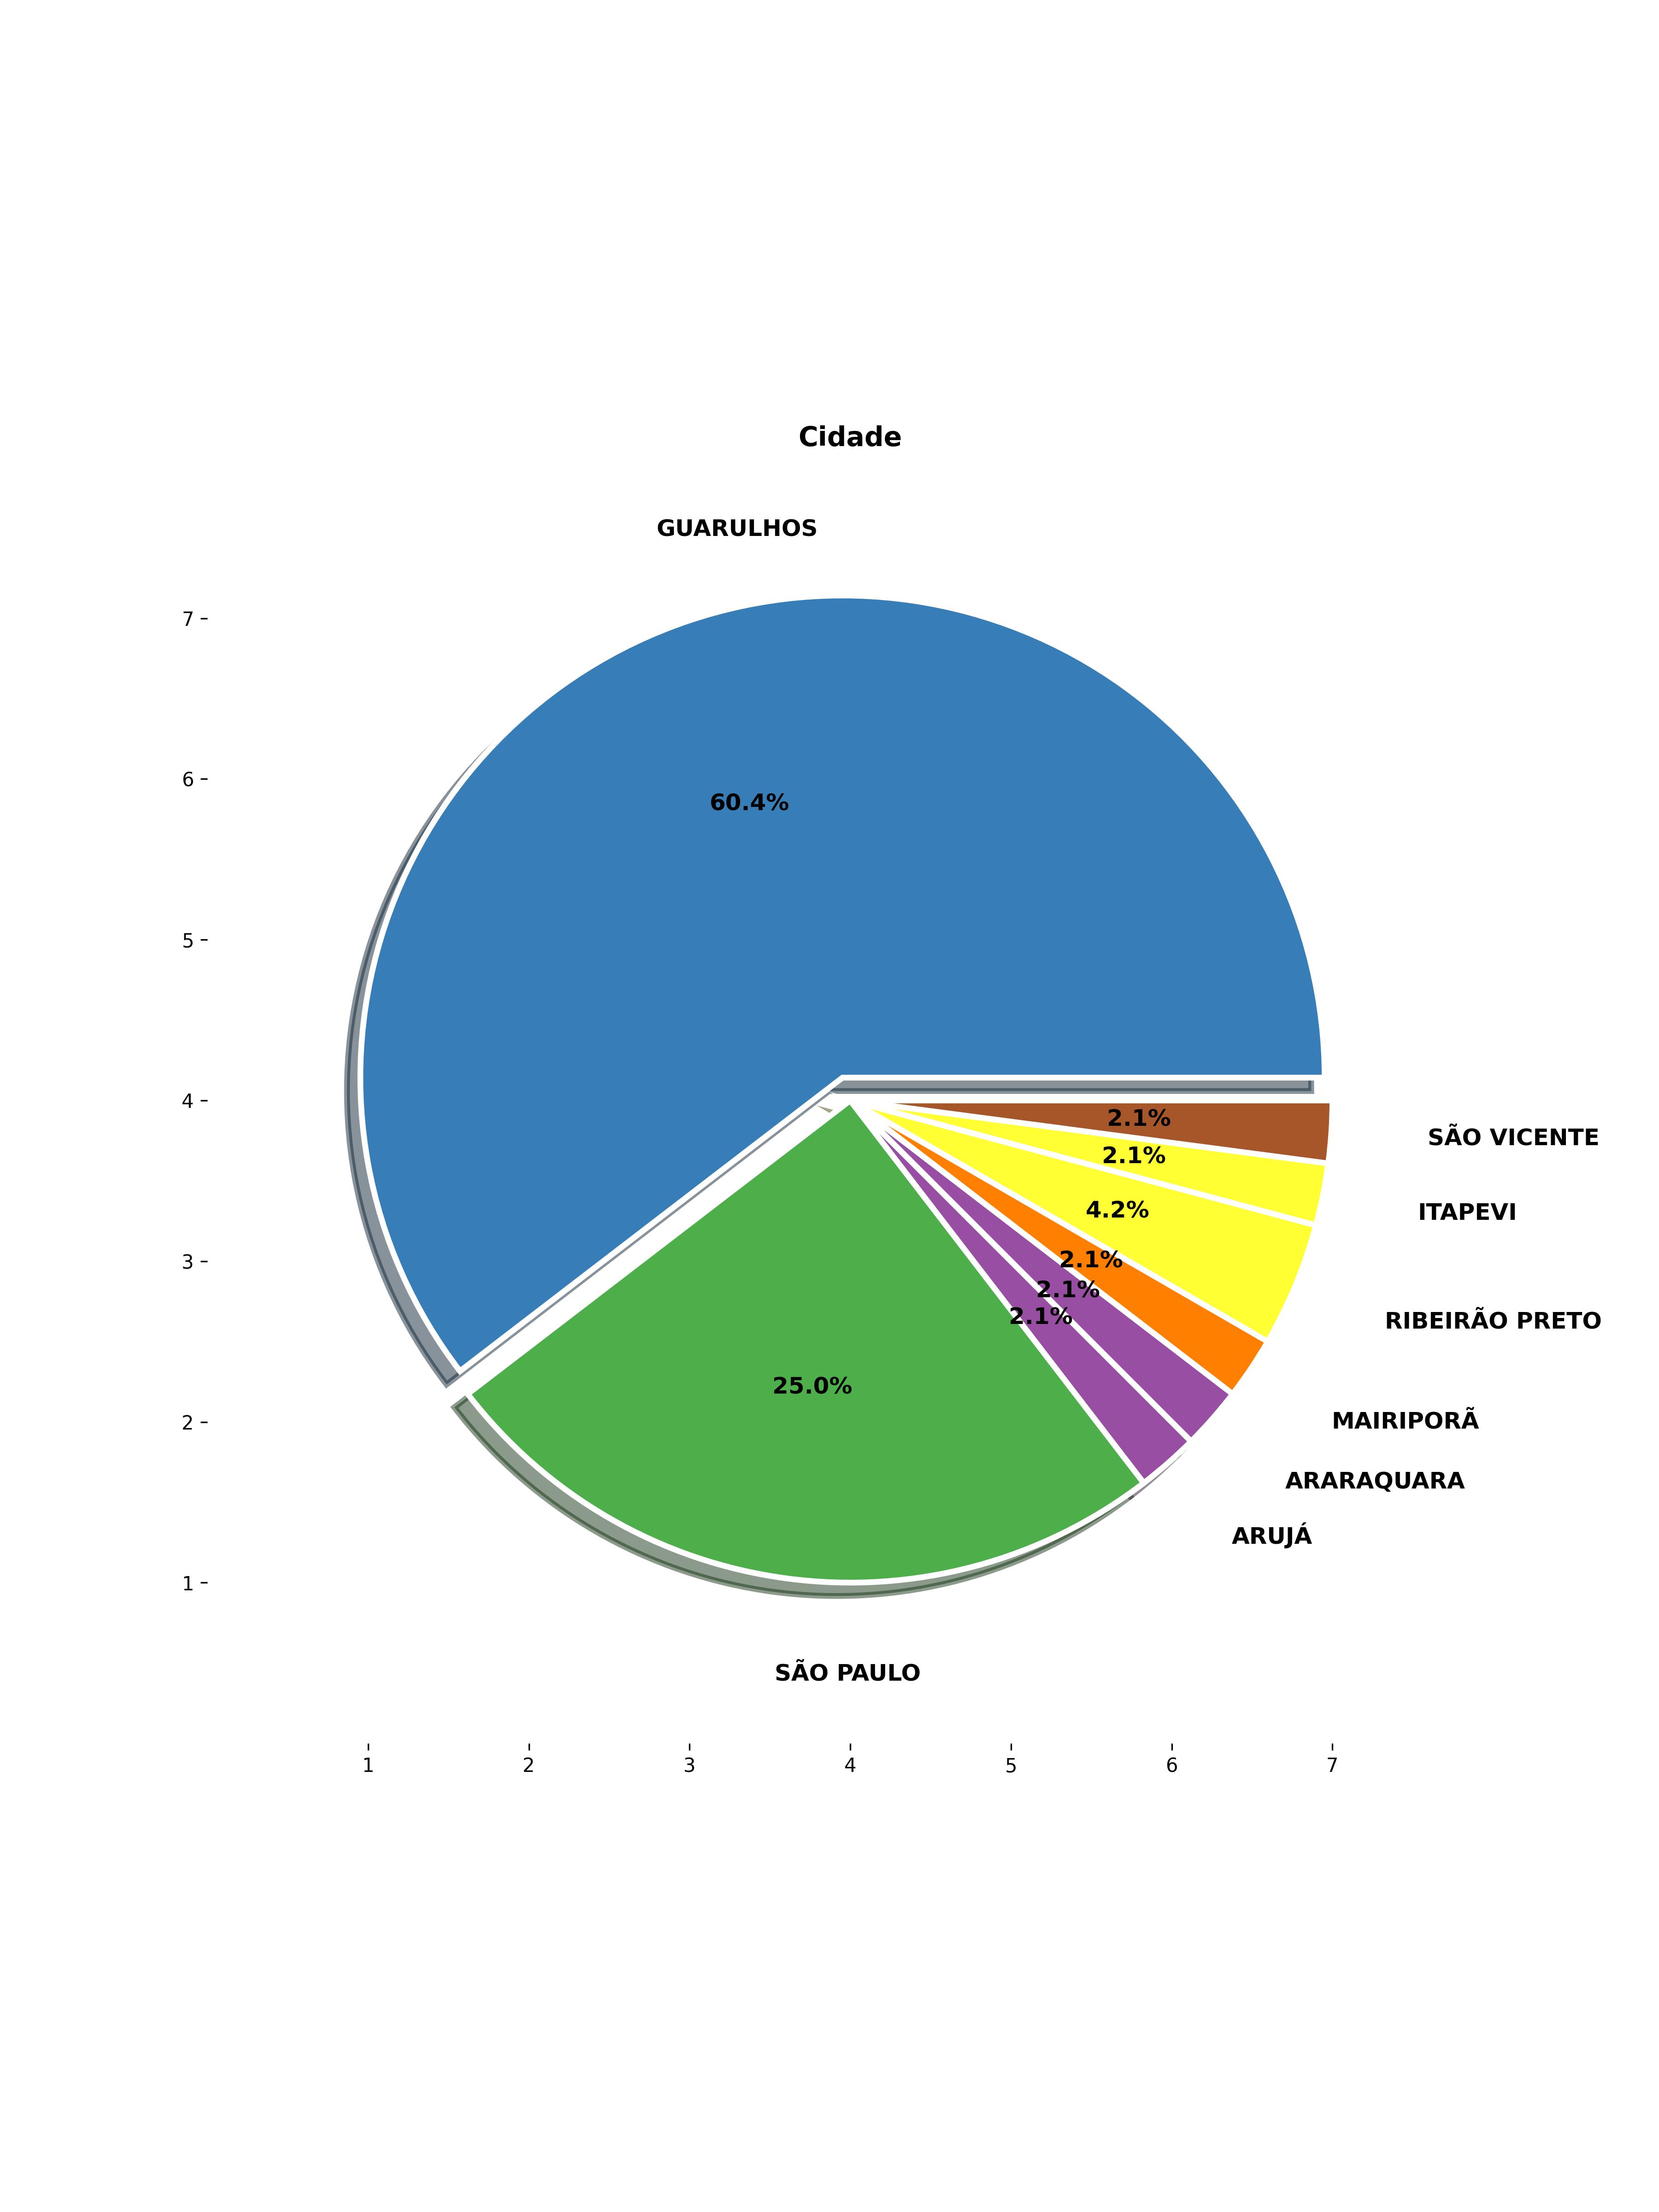 Cidade
GUARULHOS
7
6
60.4%
5
4
2.1%
SÃO VICENTE
2.1%
ITAPEVI
4.2%
3
2.1%
2.1%
2.1%
RIBEIRÃO PRETO
25.0%
2
MAIRIPORÃ
ARARAQUARA
ARUJÁ
1
SÃO PAULO
1 2 3 4 5 6 7